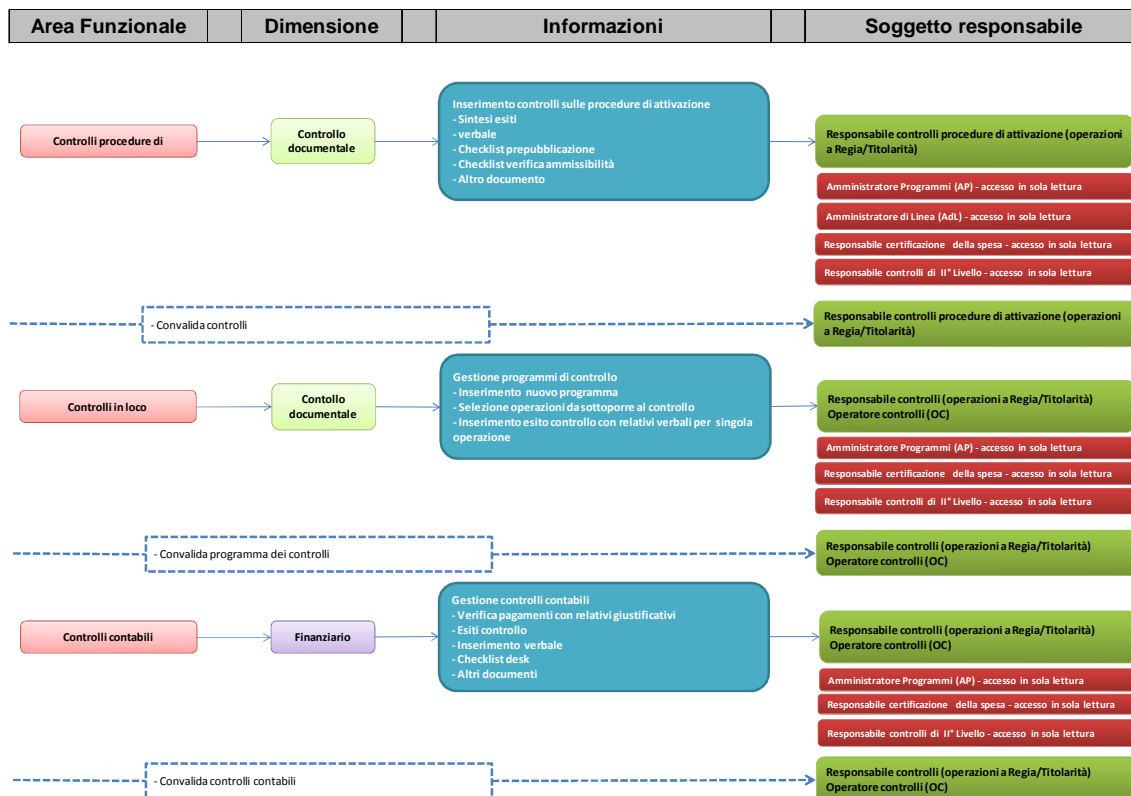 Area Funzionale
Dimensione
Informazioni
Soggetto responsabile
Controlli procedure di
Controllo
documentale
Inserimento controlli sulle procedure di attivazione
- Sintesi esiti
- verbale
- Checklist prepubblicazione
- Checklist verifica ammissibilità
- Altro documento
Responsabile controlli procedure di attivazione (operazioni
a Regia/Titolarità)
Amministratore Programmi (AP) - accesso in sola lettura
Amministratore di Linea (AdL) - accesso in sola lettura
Responsabile certificazione della spesa - accesso in sola lettura
Responsabile controlli di II° Livello - accesso in sola lettura
- Convalida controlli
Responsabile controlli procedure di attivazione (operazioni
a Regia/Titolarità)
Controlli in loco
Contollo
documentale
Gestione programmi di controllo
- Inserimento nuovo programma
- Selezione operazioni da sottoporre al controllo
- Inserimento esito controllo con relativi verbali per singola
operazione
Responsabile controlli (operazioni a Regia/Titolarità)
Operatore controlli (OC)
Amministratore Programmi (AP) - accesso in sola lettura
Responsabile certificazione della spesa - accesso in sola lettura
Responsabile controlli di II° Livello - accesso in sola lettura
- Convalida programma dei controlli
Responsabile controlli (operazioni a Regia/Titolarità)
Operatore controlli (OC)
Controlli contabili
Finanziario
Gestione controlli contabili
- Verifica pagamenti con relativi giustificativi
- Esiti controllo
- Inserimento verbale
- Checklist desk
- Altri documenti
Responsabile controlli (operazioni a Regia/Titolarità)
Operatore controlli (OC)
Amministratore Programmi (AP) - accesso in sola lettura
Responsabile certificazione della spesa - accesso in sola lettura
Responsabile controlli di II° Livello - accesso in sola lettura
- Convalida controlli contabili
Responsabile controlli (operazioni a Regia/Titolarità)
Operatore controlli (OC)